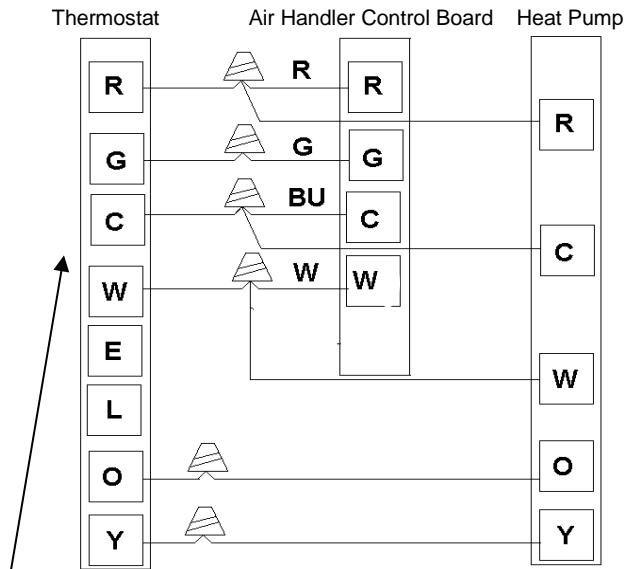 Thermostat Air Handler Control Board Heat Pump
R R R
R
G G G
C BU C
C
W W W
E
W
L
O O
Y Y